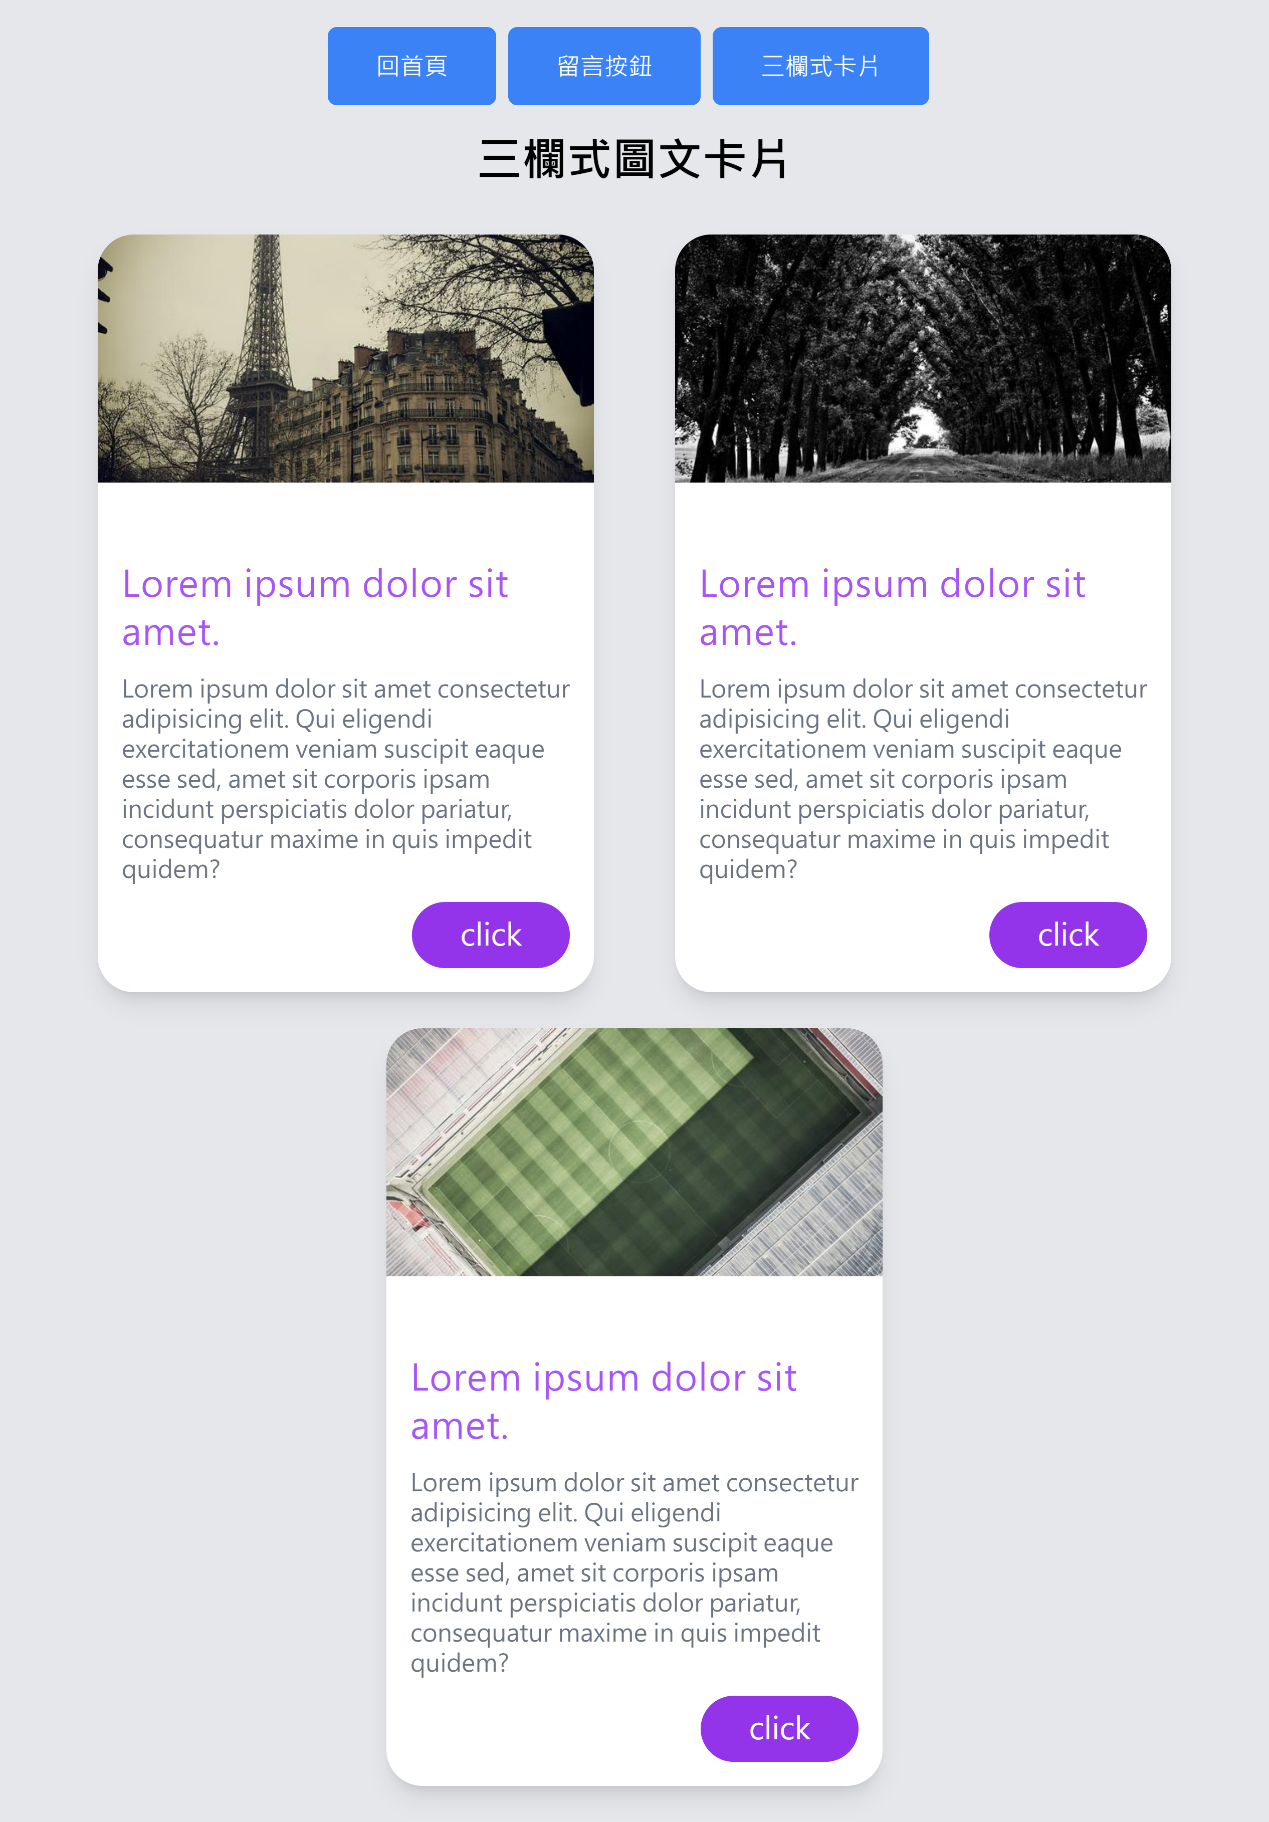 回首頁 留言按鈕 三欄式卡片
三欄式圖文卡片
Lorem ipsum dolor sit
amet.
Lorem ipsum dolor sit amet consectetur
adipisicing elit. Qui eligendi
exercitationem veniam suscipit eaque
esse sed, amet sit corporis ipsam
incidunt perspiciatis dolor pariatur,
consequatur maxime in quis impedit
quidem?
click
Lorem ipsum dolor sit
amet.
Lorem ipsum dolor sit amet consectetur
adipisicing elit. Qui eligendi
exercitationem veniam suscipit eaque
esse sed, amet sit corporis ipsam
incidunt perspiciatis dolor pariatur,
consequatur maxime in quis impedit
quidem?
click
Lorem ipsum dolor sit
amet.
Lorem ipsum dolor sit amet consectetur
adipisicing elit. Qui eligendi
exercitationem veniam suscipit eaque
esse sed, amet sit corporis ipsam
incidunt perspiciatis dolor pariatur,
consequatur maxime in quis impedit
quidem?
click